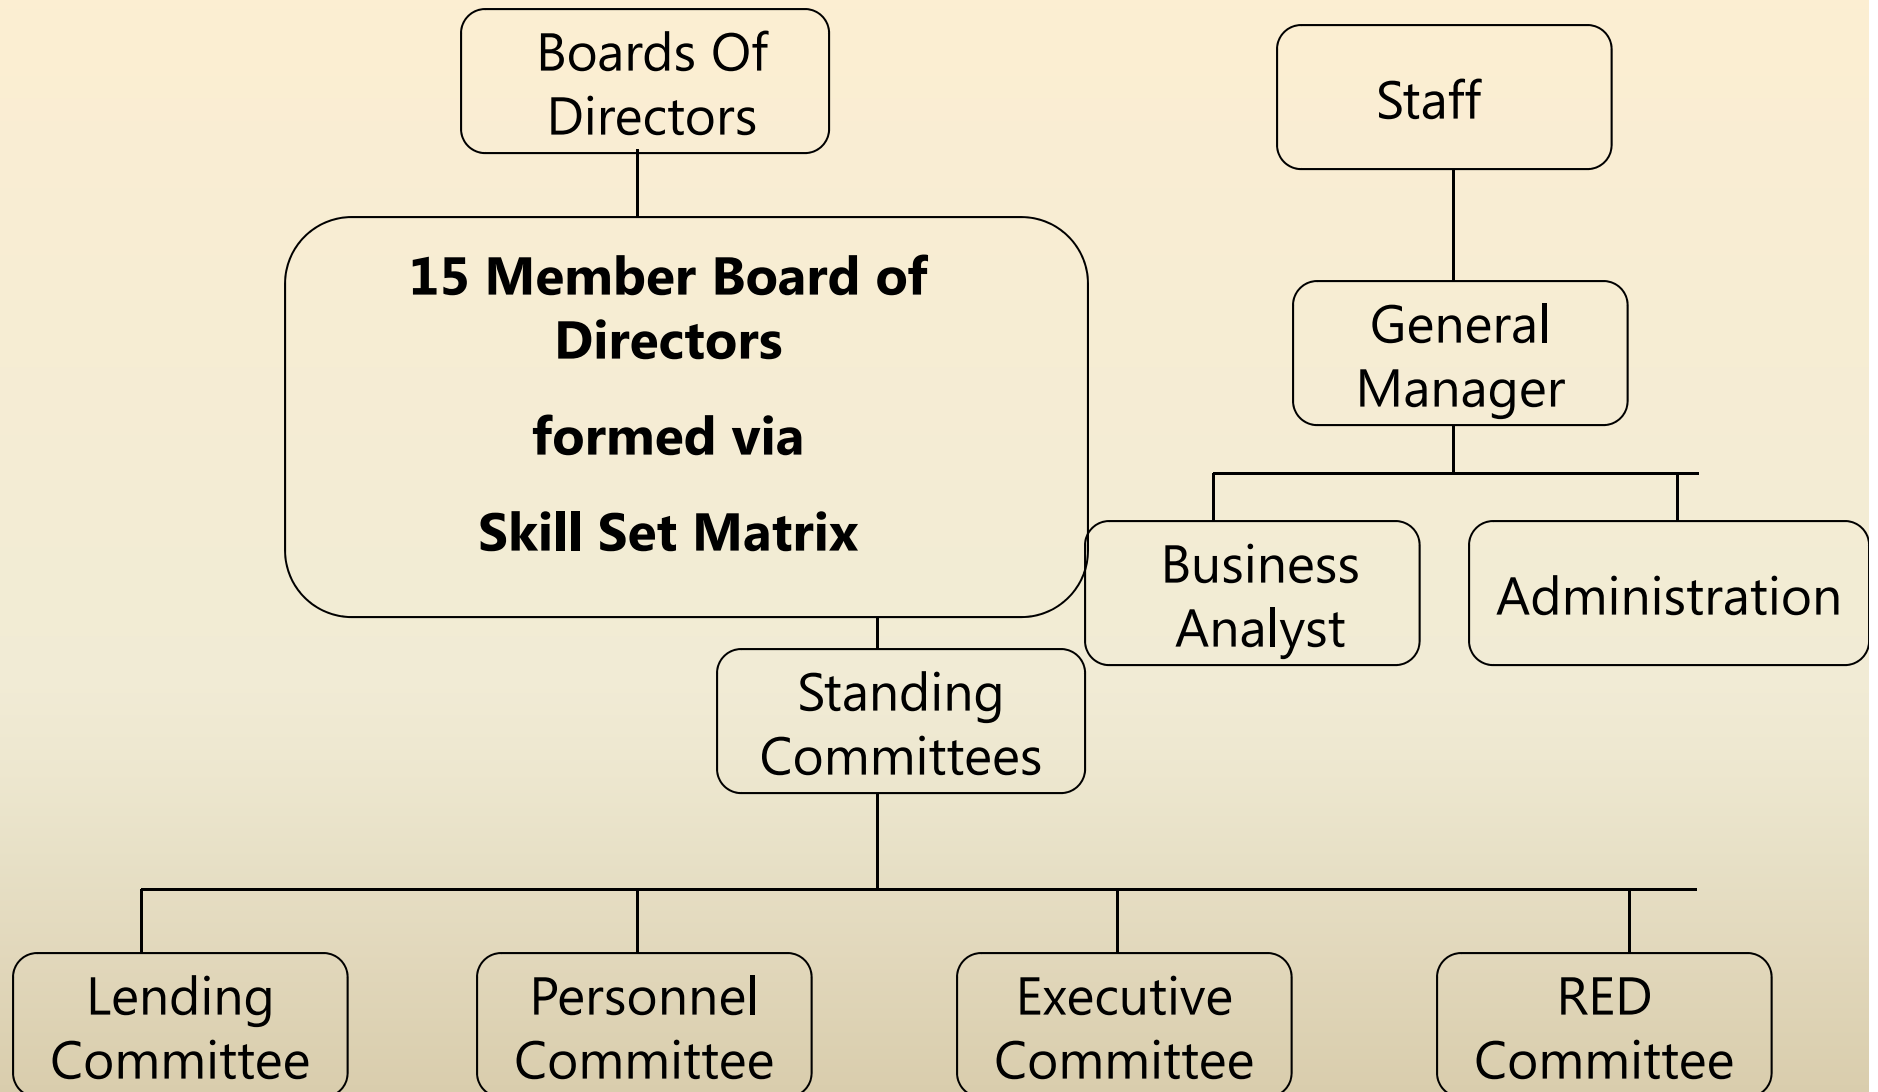 Boards Of
Directors
Staff
15 Member Board of
Directors
formed via
Skill Set Matrix
General
Manager
Business
Analyst
Administration
Standing
Committees
Lending
Committee
Personnel
Committee
Executive
Committee
RED
Committee